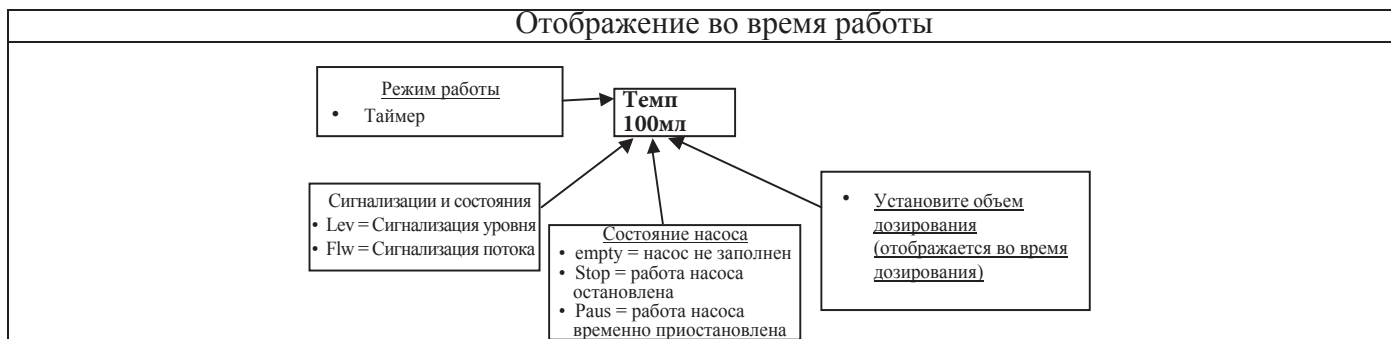 Отображение во время работы
Режим работы
• Таймер
Темп
100мл
Сигнализации и состояния
• Lev = Сигнализация уровня
• Flw = Сигнализация потока
Состояние насоса
• empty = насос не заполнен
• Stop = работа насоса
остановлена
• Paus = работа насоса
временно приостановлена
• Установите объем
дозирования
(отображается во время
дозирования)